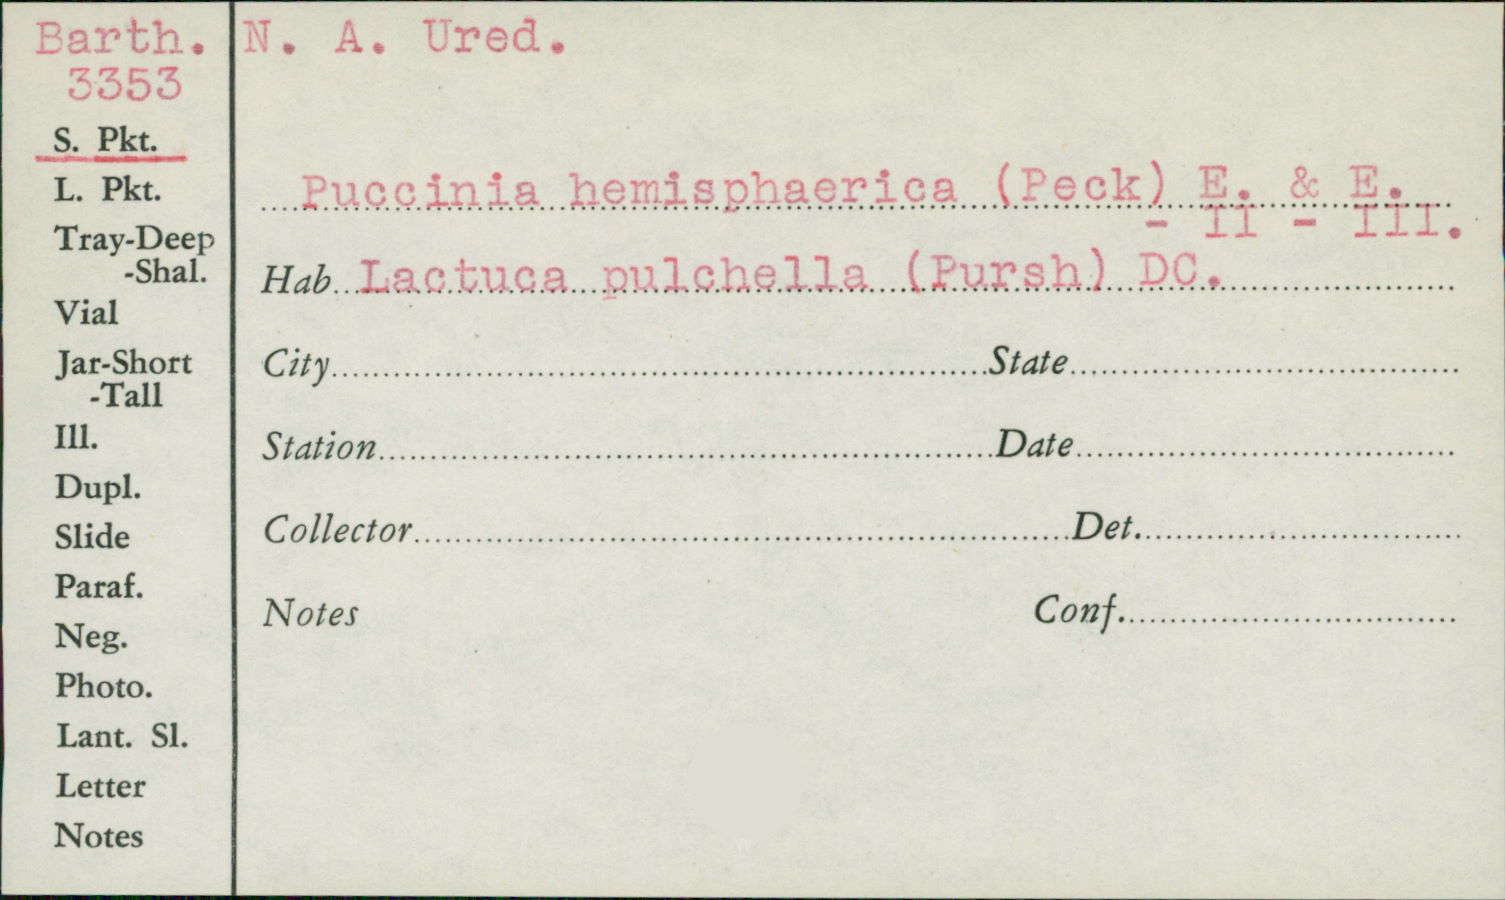 Barth. N. A. Ured.
3353
S. Pkt.
L. Pkt.
Tray-Deep
-Shal.
Vial
Jar-Short
-Tall
Ill.
Dupl.
Slide
Paraf.
Neg.
Photo.
Lant. Sl.
Letter
Notes
Puccinia hemisphaerica (Peck) E. & E.
- II - III.
Hab. Lactuca pulchella (Pursh) DC.
City State
Station Date
Collector Det.
Notes Conf.